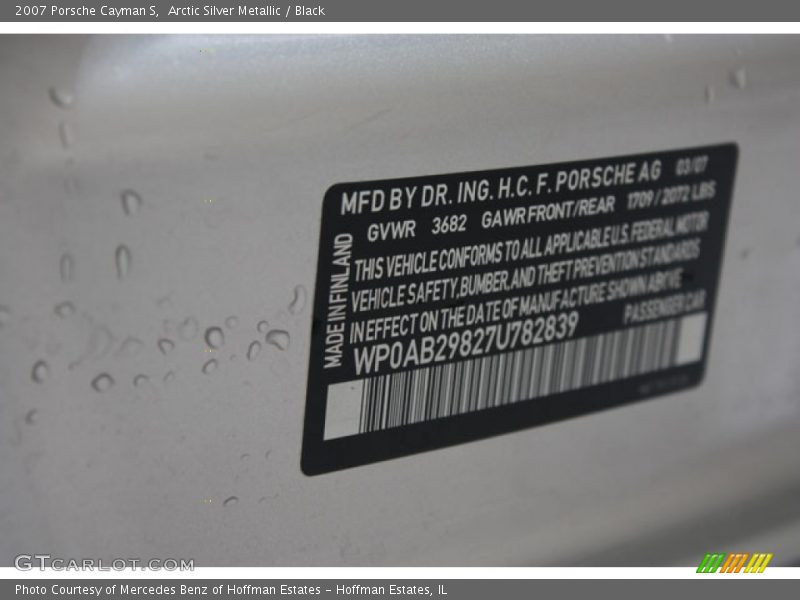 2007 Porsche Cayman S, Arctic Silver Metallic / Black
MFD BY DR. ING. H.C. F. PORSCHE AG 03/07
GVWR 3682 GAWR FRONT/REAR 1709 / 2072 LBS
THIS VEHICLE CONFORMS TO ALL APPLICABLE U.S. FEDERAL MOTOR
VEHICLE SAFETY, BUMBER, AND THEFT PREVENTION STANDARDS
IN EFFECT ON THE DATE OF MANUFACTURE SHOWN ABOVE
WP0AB29827U782839 PASSENGER CAR
MADE IN FINLAND
GTCARLOT.COM
Photo Courtesy of Mercedes Benz of Hoffman Estates - Hoffman Estates, IL